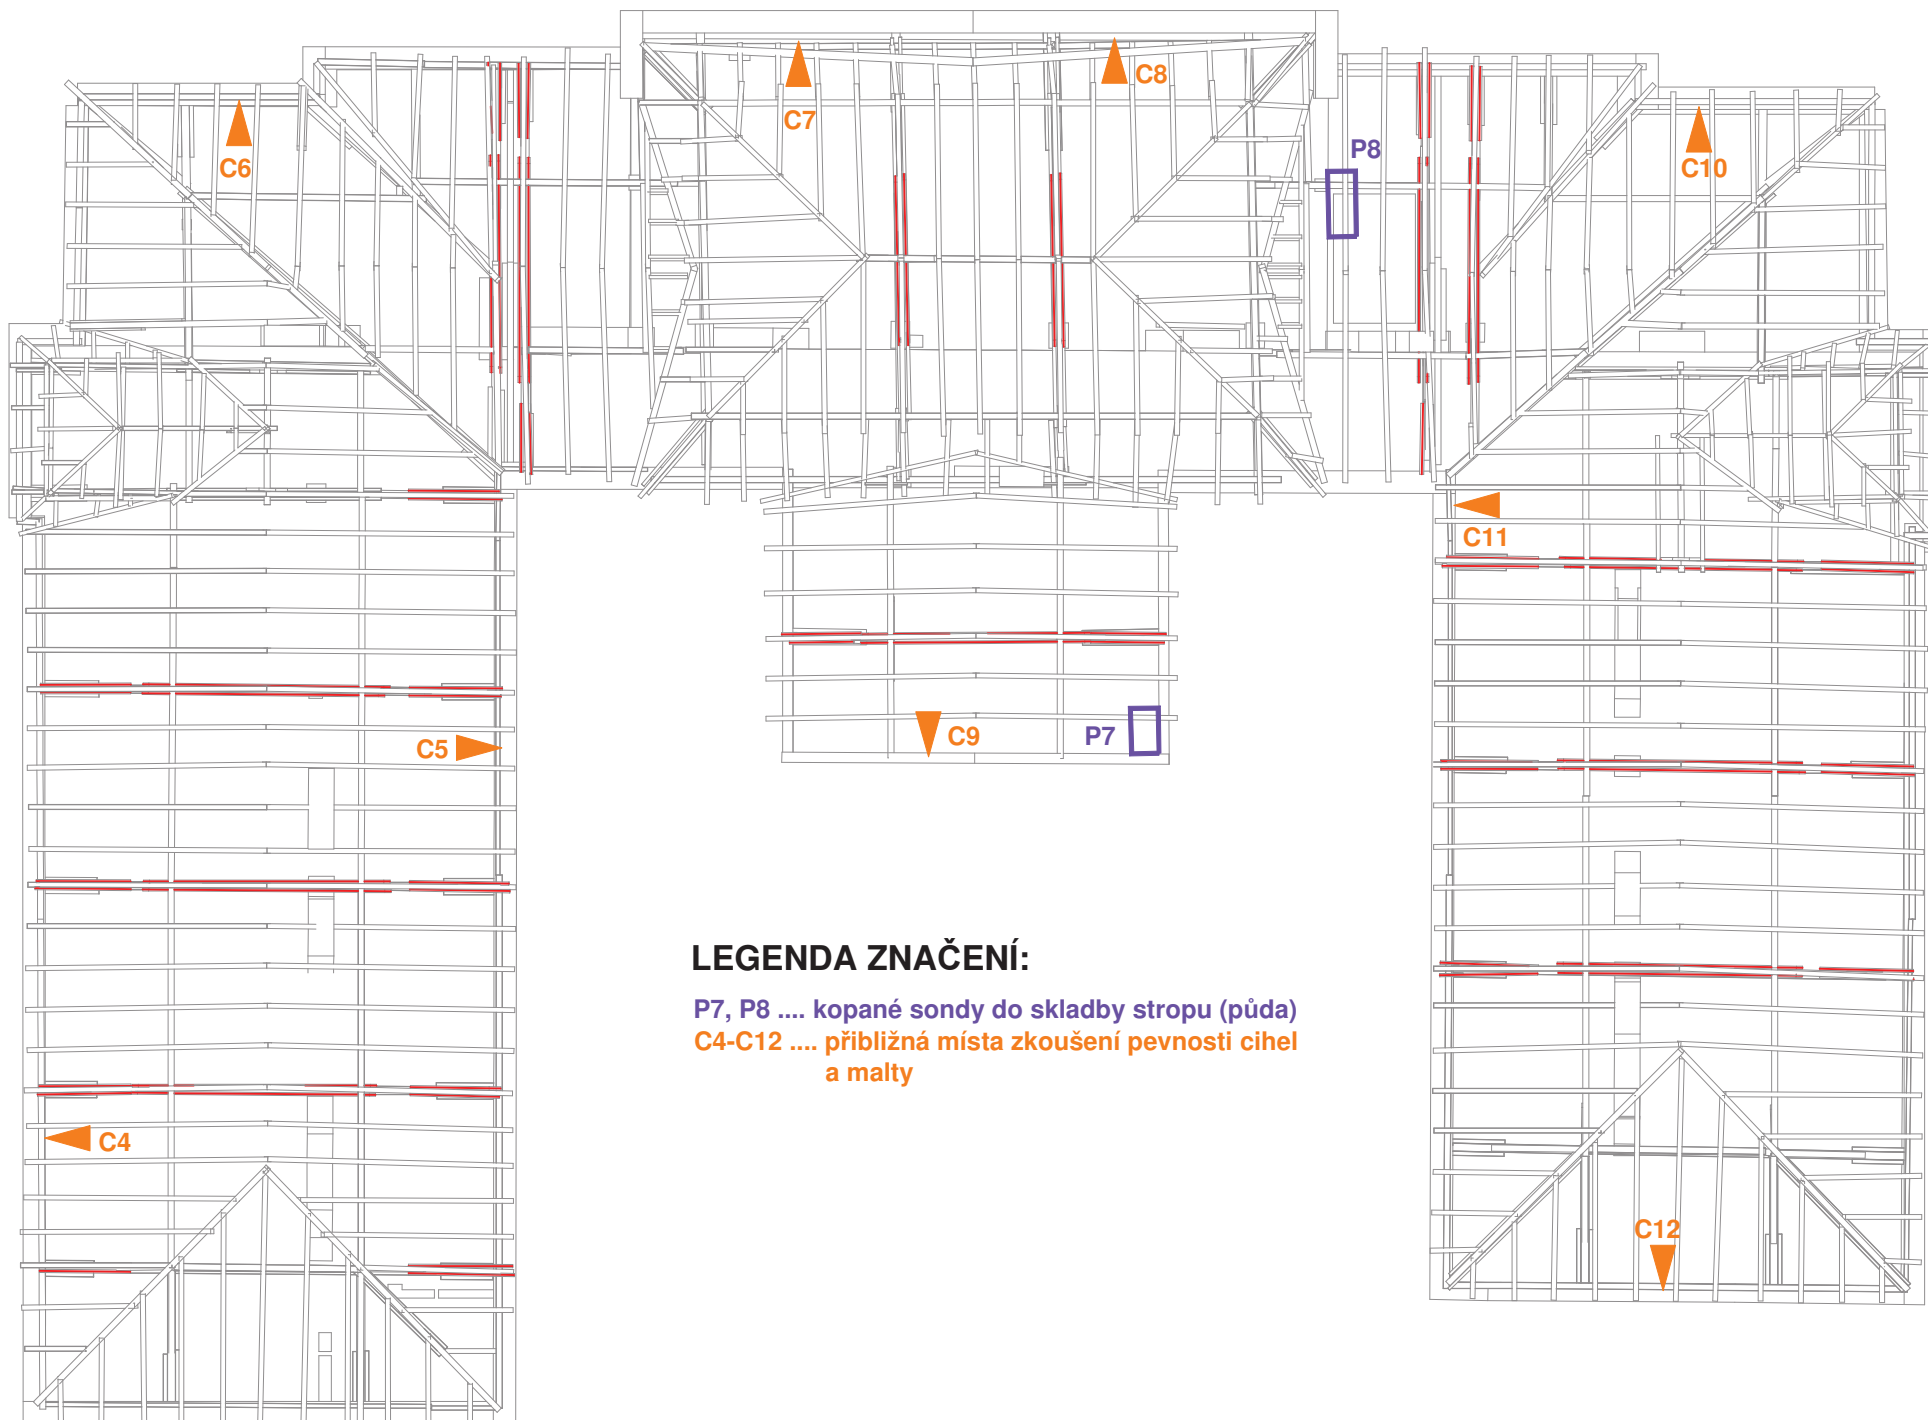 C8
C7
P8
C6
C10
C11
C5
C9
P7
LEGENDA ZNAČENÍ:
P7, P8 .... kopané sondy do skladby stropu (půda)
C4-C12 .... přibližná místa zkoušení pevnosti cihel
a malty
C4
C12